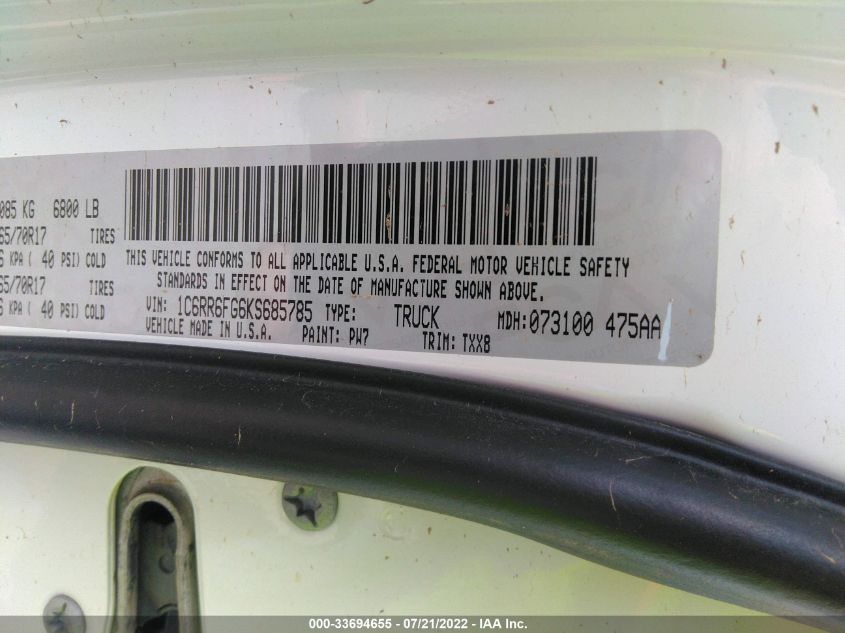 085 KG 6800 LB
65/70R17 TIRES
6 KPA ( 40 PSI) COLD
65/70R17 TIRES
6 KPA ( 40 PSI) COLD
THIS VEHICLE CONFORMS TO ALL APPLICABLE U.S.A. FEDERAL MOTOR VEHICLE SAFETY
STANDARDS IN EFFECT ON THE DATE OF MANUFACTURE SHOWN ABOVE.
VIN: 1C6RR6FG6KS685785 TYPE: TRUCK MDH:073100 475AA
VEHICLE MADE IN U.S.A. PAINT: PW7 TRIM: TXX8
000-33694655 - 07/21/2022 - IAA Inc.